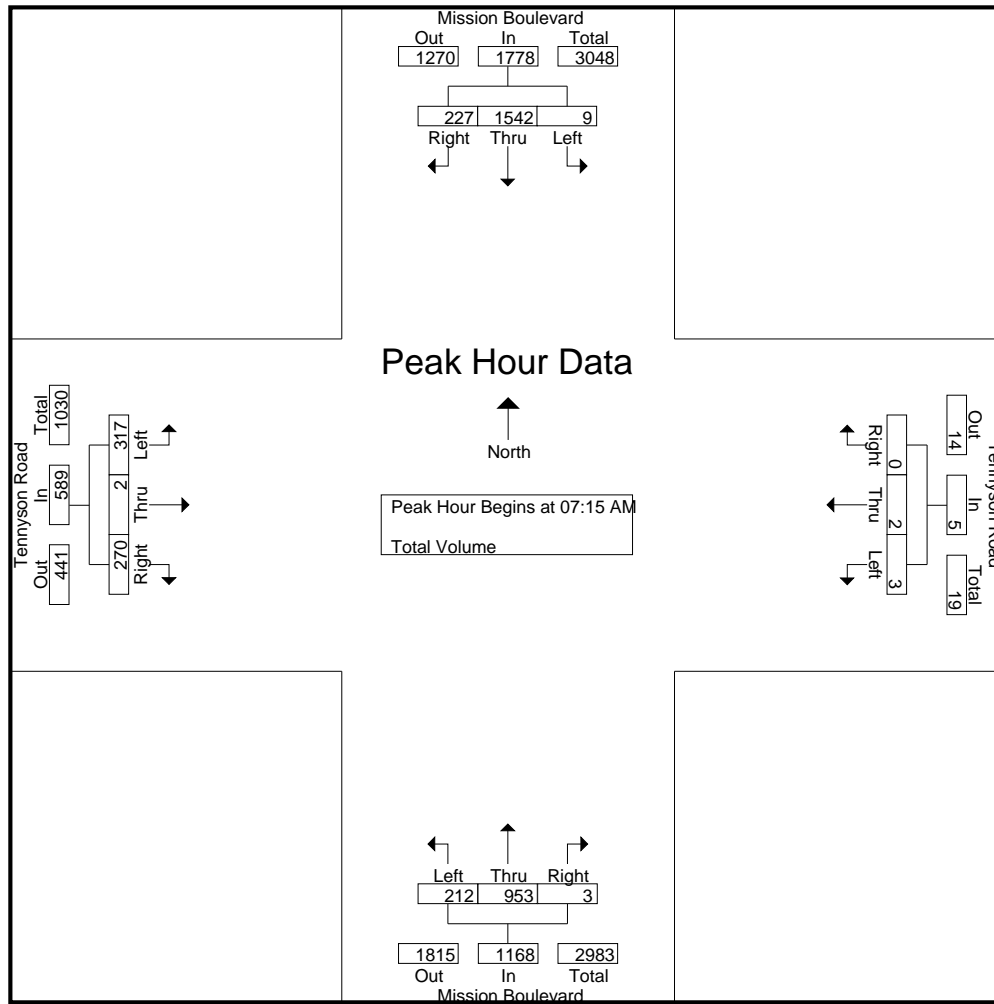 Mission Boulevard
Out In Total
1270 1778 3048
227 1542 9
Right Thru Left
Peak Hour Data
North
Peak Hour Begins at 07:15 AM
Total Volume
Tennyson Road
Out In Total
441 589 1030
270 2 317
Right Thru Left
Tennyson Road
Out In Total
14 5 19
0 2 3
Right Thru Left
Left Thru Right
212 953 3
1815 1168 2983
Out In Total
Mission Boulevard